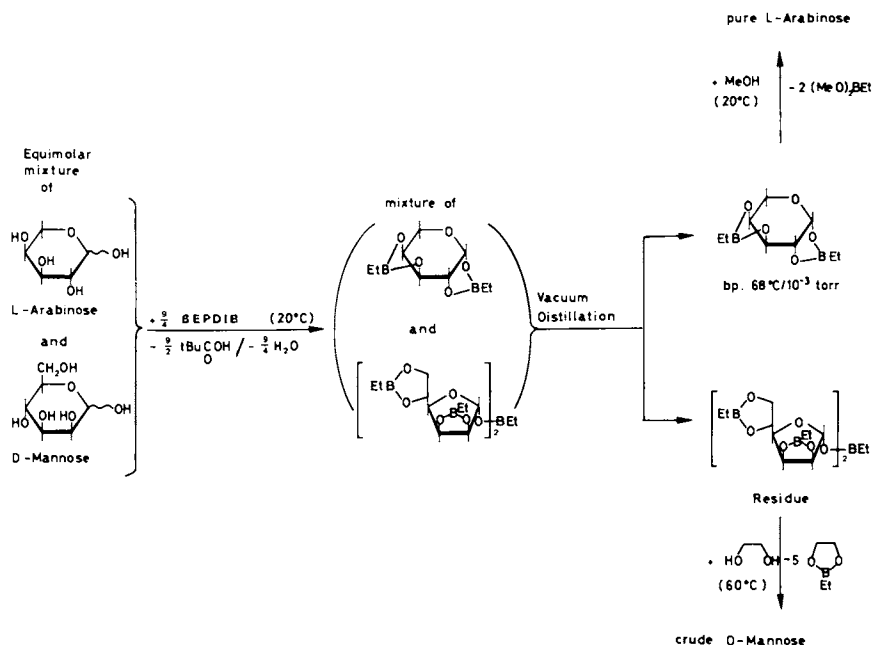 pure L-Arabinose
+ MeOH
(20°C)
- 2 (MeO)₂BEt
Equimolar
mixture
of
O
HO
OH
OH
OH
L-Arabinose
and
CH₂OH
O
HO
OH HO
OH
D-Mannose
+ 9/4 BEPDIB (20°C)
- 9/2 tBuCOH / - 9/4 H₂O
O
mixture of
O
O
EtB
O
O
O
BEt
and
EtB
O
O
O
Et
B
O
O
O
2
BEt
Vacuum
Distillation
O
O
EtB
O
O
O
BEt
bp. 68°C/10⁻³ torr
EtB
O
O
O
Et
B
O
O
O
2
BEt
Residue
+ HO OH
(60°C)
-5
O
O
B
Et
crude D-Mannose